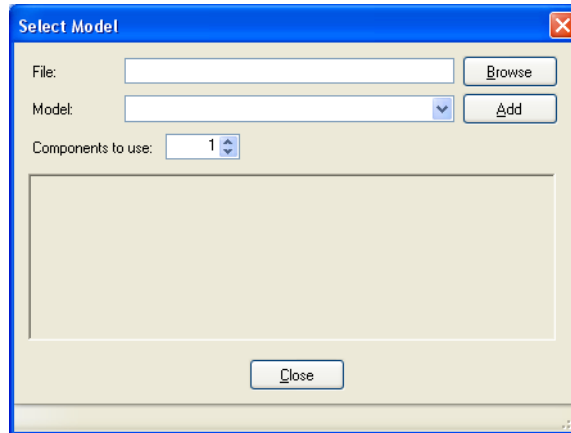 Select Model
File:
Browse
Model:
Add
Components to use: 1
Close